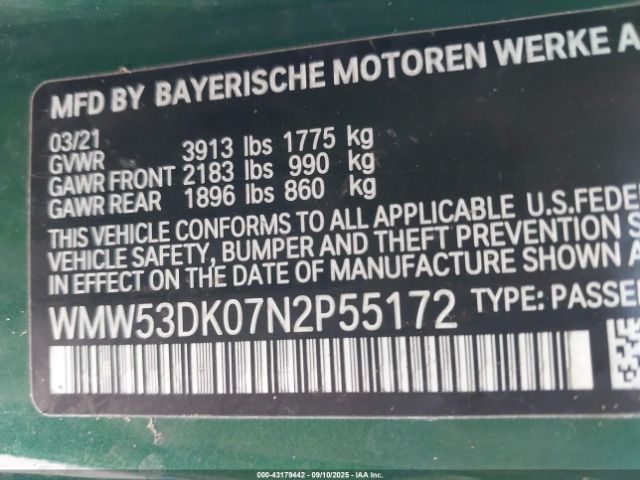 MFD BY BAYERISCHE MOTOREN WERKE A
03/21
GVWR 3913 lbs 1775 kg
GAWR FRONT 2183 lbs 990 kg
GAWR REAR 1896 lbs 860 kg
THIS VEHICLE CONFORMS TO ALL APPLICABLE U.S.FEDE
VEHICLE SAFETY, BUMPER AND THEFT PREVENTION S
IN EFFECT ON THE DATE OF MANUFACTURE SHOWN A
WMW53DK07N2P55172 TYPE: PASSE
000-43179442 - 09/10/2025 - IAA Inc.